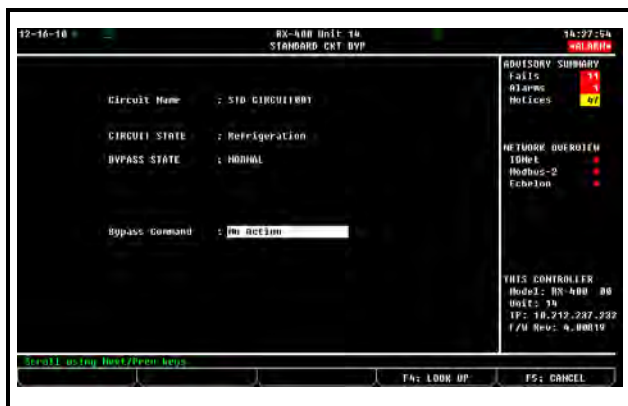 12-16-10
RX-400 Unit 14
14:27:54
STANDARD CKT BYP
*ALARM*
ADVISORY SUMMARY
Fails 11
Alarms 1
Notices 47
Circuit Name : STD CIRCUIT001
CIRCUIT STATE : Refrigeration
BYPASS STATE : NORMAL
NETWORK OVERVIEW
IONet
Modbus-2
Echelon
Bypass Command : No Action
THIS CONTROLLER
Model: RX-400 00
Unit: 14
IP: 10.212.237.232
F/W Rev: 4.00B19
Scroll using Next/Prev keys
F4: LOOK UP
F5: CANCEL